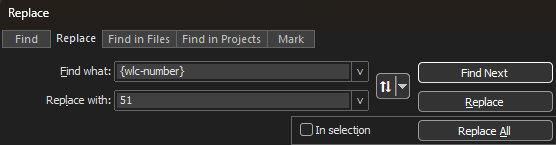 Replace
Find Replace Find in Files Find in Projects Mark
Find what: {wlc-number} Find Next
Replace with: 51 Replace
In selection Replace All